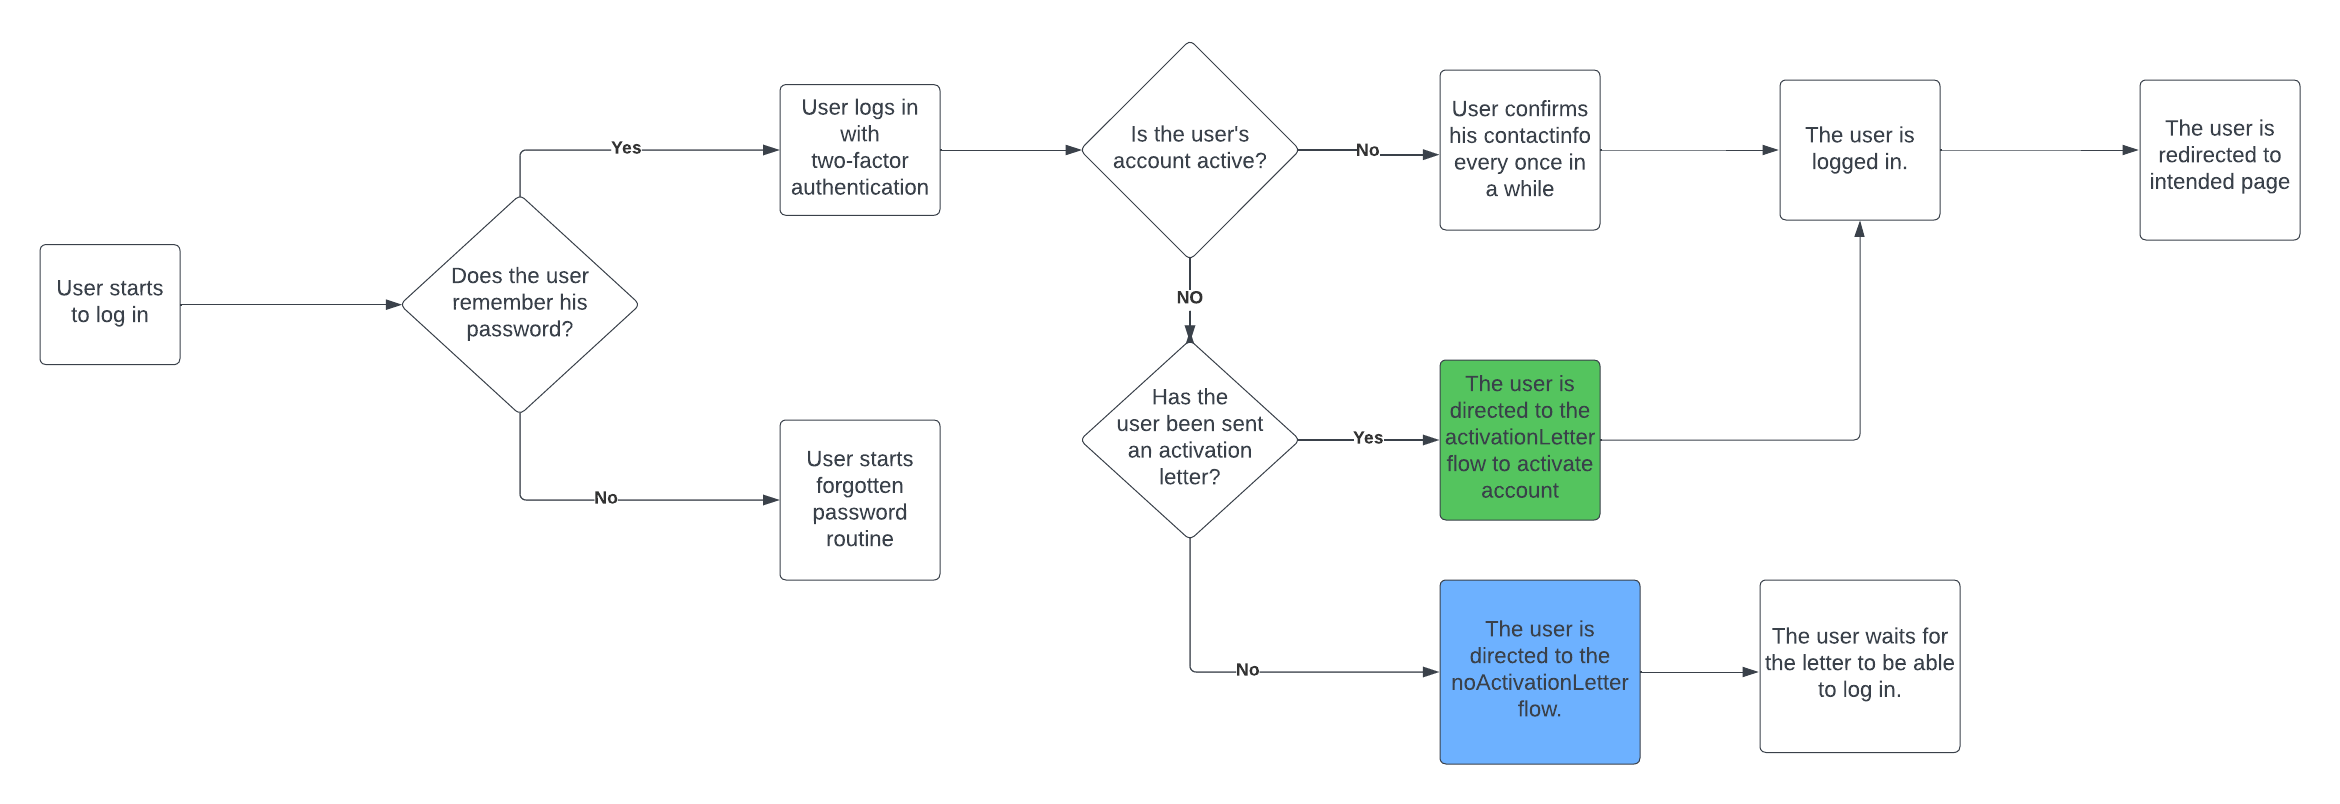 User starts
to log in
Does the user
remember his
password?
Yes
No
User logs in
with
two-factor
authentication
User starts
forgotten
password
routine
Is the user's
account active?
No
NO
User confirms
his contactinfo
every once in
a while
The user is
logged in.
The user is
redirected to
intended page
Has the
user been sent
an activation
letter?
Yes
No
The user is
directed to the
activationLetter
flow to activate
account
The user is
directed to the
noActivationLetter
flow.
The user waits for
the letter to be able
to log in.